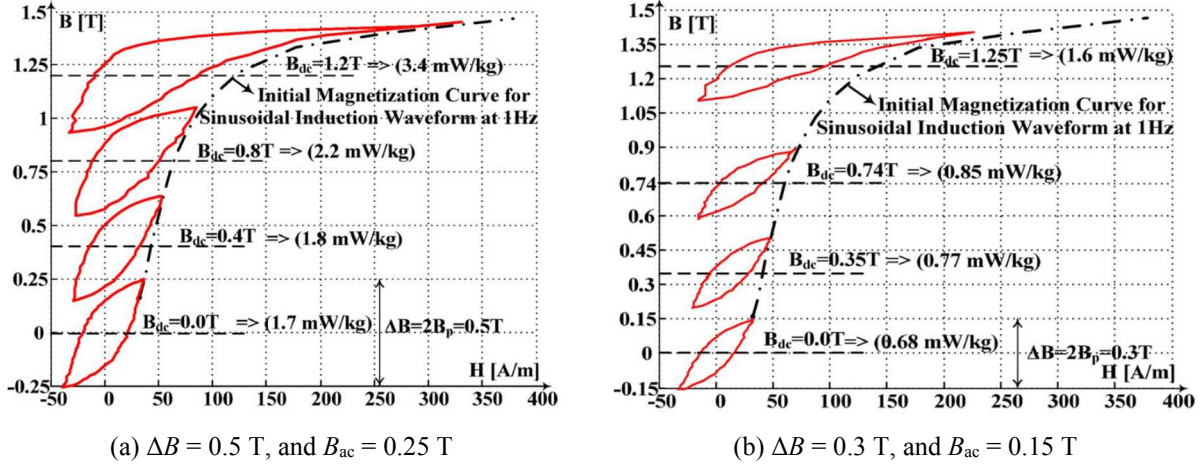 B [T]
1.5
1.25
1
0.75
0.5
0.25
0
-0.25
-50 0 50 100 150 200 250 300 350 400
H [A/m]
B_dc=1.2T => (3.4 mW/kg)
Initial Magnetization Curve for
Sinusoidal Induction Waveform at 1Hz
B_dc=0.8T => (2.2 mW/kg)
B_dc=0.4T => (1.8 mW/kg)
B_dc=0.0T => (1.7 mW/kg)
ΔB=2B_p=0.5T
(a) ΔB = 0.5 T, and B_ac = 0.25 T
B [T]
1.5
1.35
1.2
1.05
0.9
0.74
0.6
0.45
0.3
0.15
0
-0.15
-50 0 50 100 150 200 250 300 350 400
H [A/m]
B_dc=1.25T => (1.6 mW/kg)
Initial Magnetization Curve for
Sinusoidal Induction Waveform at 1Hz
B_dc=0.74T => (0.85 mW/kg)
B_dc=0.35T => (0.77 mW/kg)
B_dc=0.0T => (0.68 mW/kg)
ΔB=2B_p=0.3T
(b) ΔB = 0.3 T, and B_ac = 0.15 T